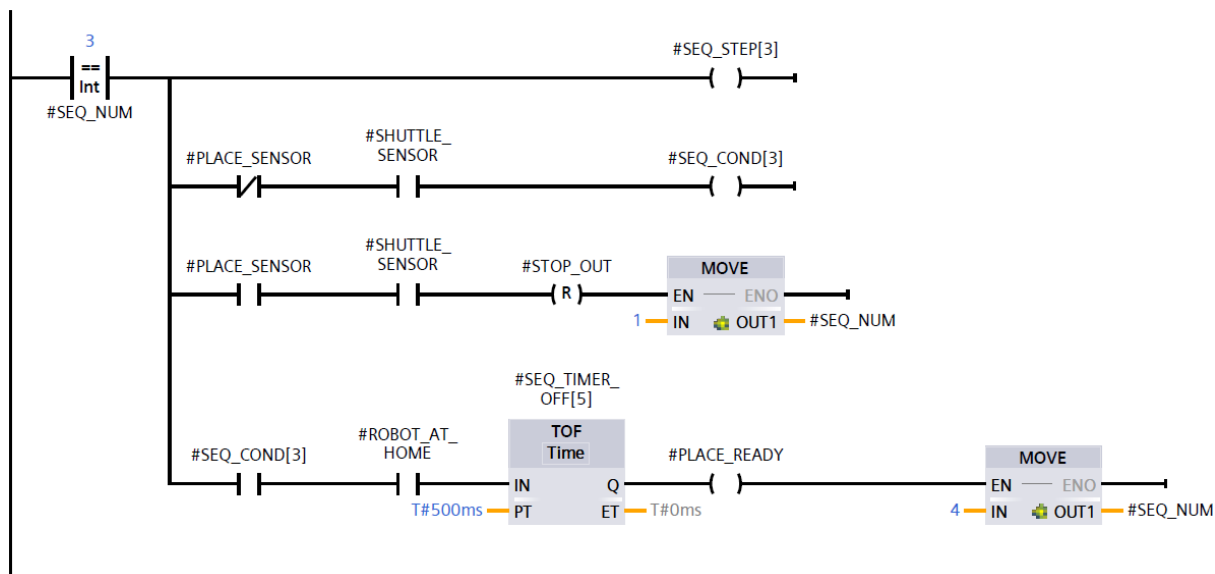 3
==
Int
#SEQ_NUM
#SEQ_STEP[3]
#PLACE_SENSOR
#SHUTTLE_
SENSOR
#SEQ_COND[3]
#PLACE_SENSOR
#SHUTTLE_
SENSOR
#STOP_OUT
R
MOVE
EN
ENO
1
IN
OUT1
#SEQ_NUM
#SEQ_COND[3]
#ROBOT_AT_
HOME
#SEQ_TIMER_
OFF[5]
TOF
Time
IN
Q
T#500ms
PT
ET
T#0ms
#PLACE_READY
MOVE
EN
ENO
4
IN
OUT1
#SEQ_NUM